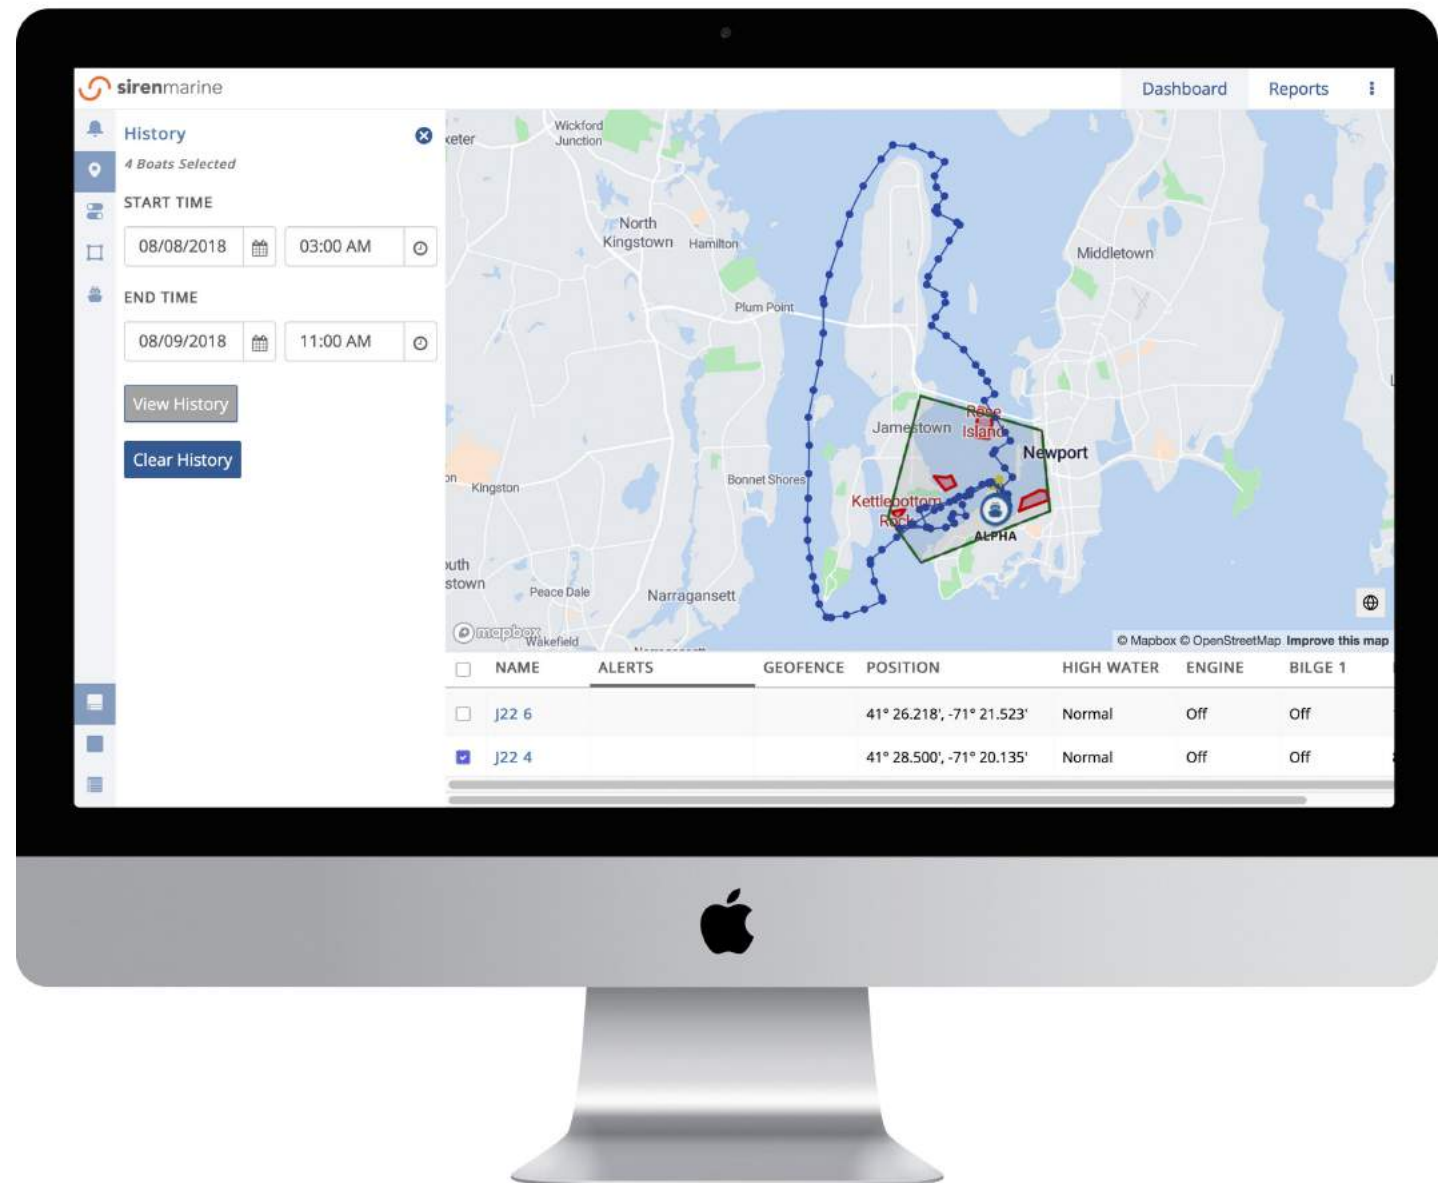 sirenmarine
Dashboard
Reports
History
4 Boats Selected
START TIME
08/08/2018
03:00 AM
END TIME
08/09/2018
11:00 AM
View History
Clear History
Wickford
Junction
North
Kingstown
Hamilton
Plum Point
Middletown
Jamestown
Rose
Island
Newport
Kingston
Bonnet Shores
Kettlebottom
Rock
ALPHA
Peace Dale
Narragansett
mapbox
Wakefield
© Mapbox © OpenStreetMap Improve this map
NAME ALERTS GEOFENCE POSITION HIGH WATER ENGINE BILGE 1
J22 6 41° 26.218', -71° 21.523' Normal Off Off
J22 4 41° 28.500', -71° 20.135' Normal Off Off